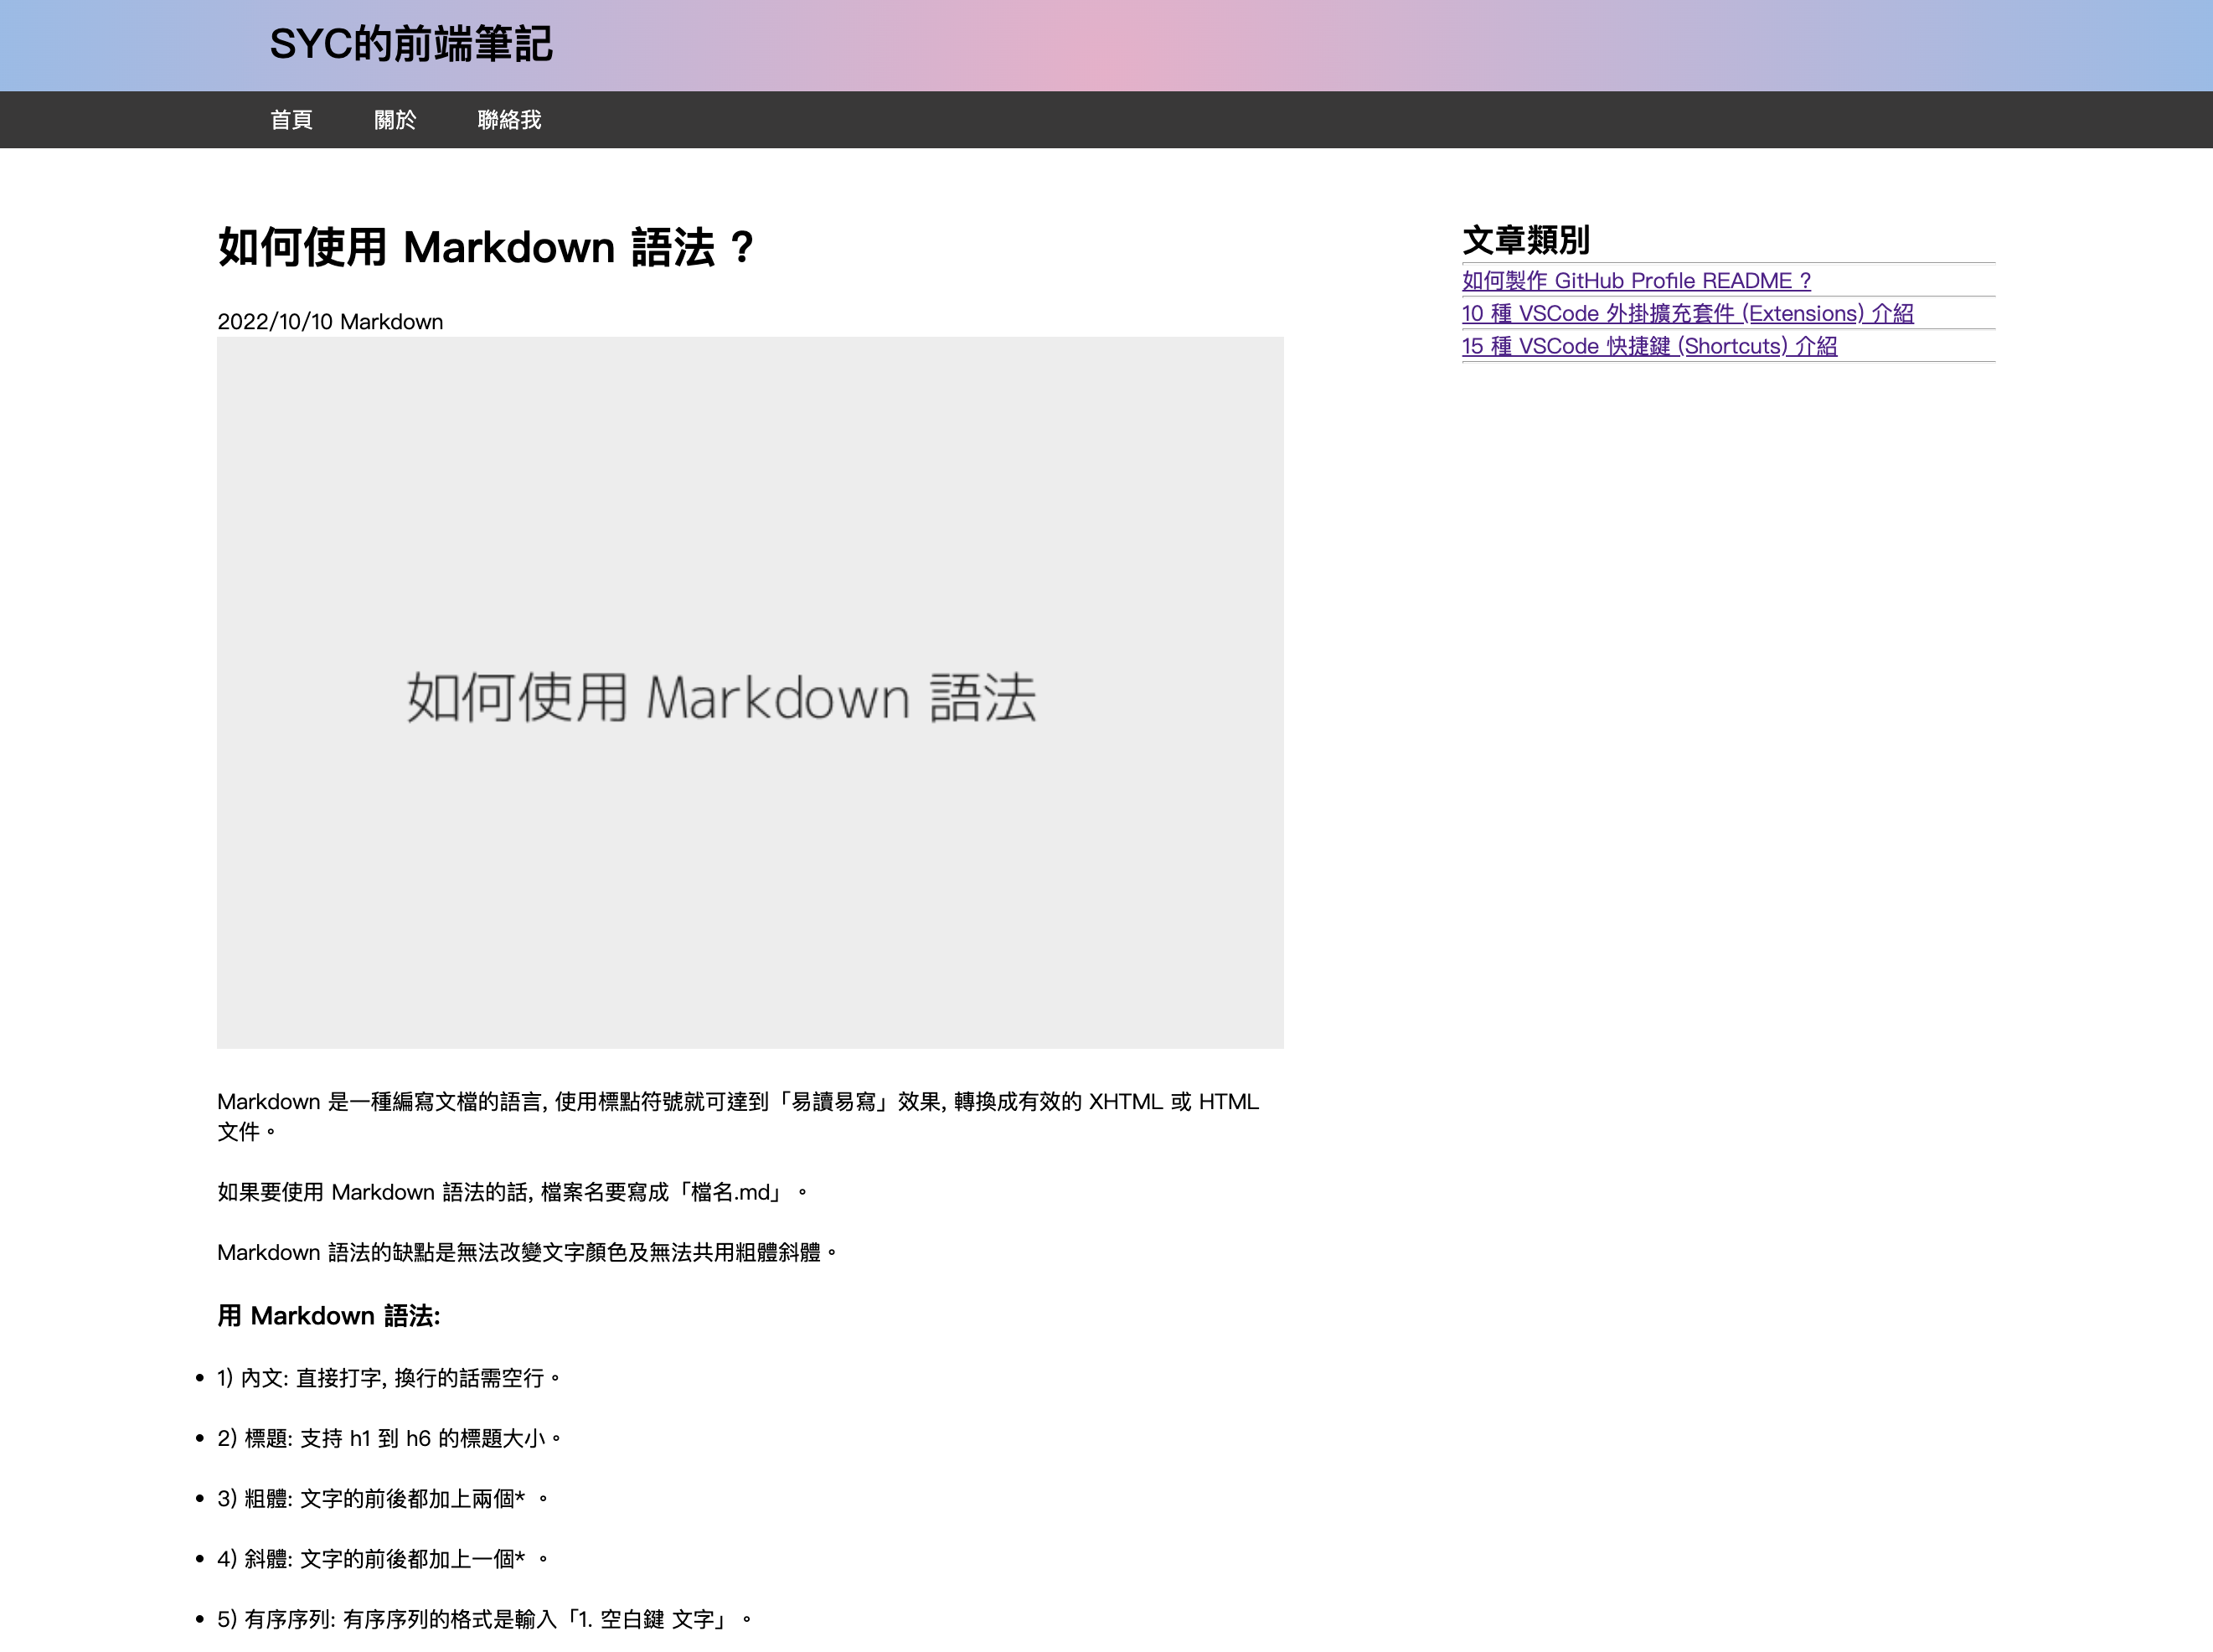 SYC的前端筆記
首頁 關於 聯絡我
如何使用 Markdown 語法 ?
2022/10/10 Markdown
如何使用 Markdown 語法
Markdown 是一種編寫文檔的語言, 使用標點符號就可達到「易讀易寫」效果, 轉換成有效的 XHTML 或 HTML
文件。
如果要使用 Markdown 語法的話, 檔案名要寫成「檔名.md」。
Markdown 語法的缺點是無法改變文字顏色及無法共用粗體斜體。
用 Markdown 語法:
• 1) 內文: 直接打字, 換行的話需空行。
• 2) 標題: 支持 h1 到 h6 的標題大小。
• 3) 粗體: 文字的前後都加上兩個* 。
• 4) 斜體: 文字的前後都加上一個* 。
• 5) 有序序列: 有序序列的格式是輸入「1. 空白鍵 文字」。
文章類別
如何製作 GitHub Profile README ?
10 種 VSCode 外掛擴充套件 (Extensions) 介紹
15 種 VSCode 快捷鍵 (Shortcuts) 介紹